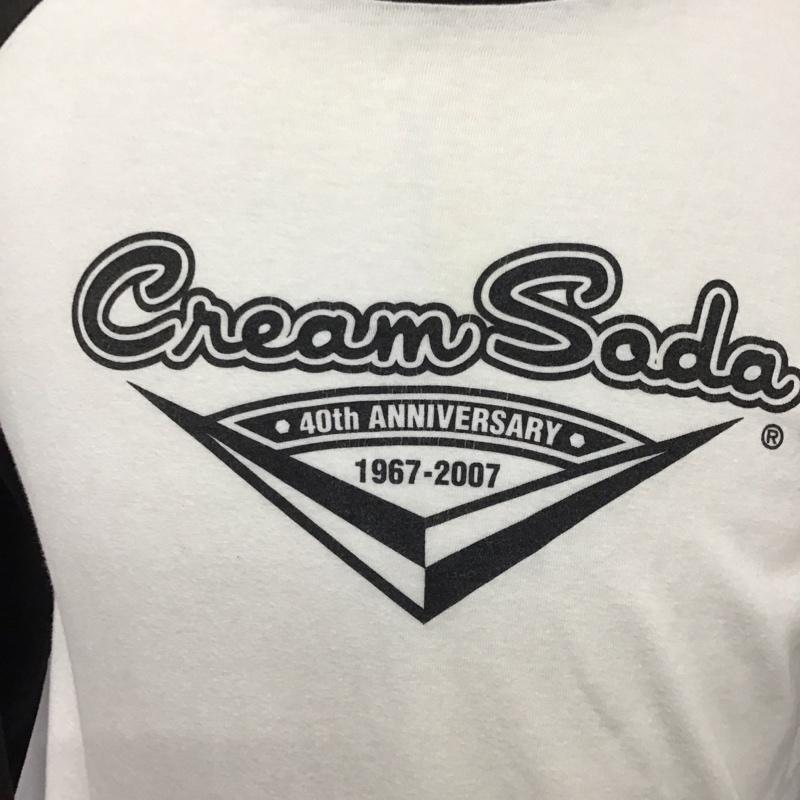 Cream Soda
40th ANNIVERSARY
1967-2007
®